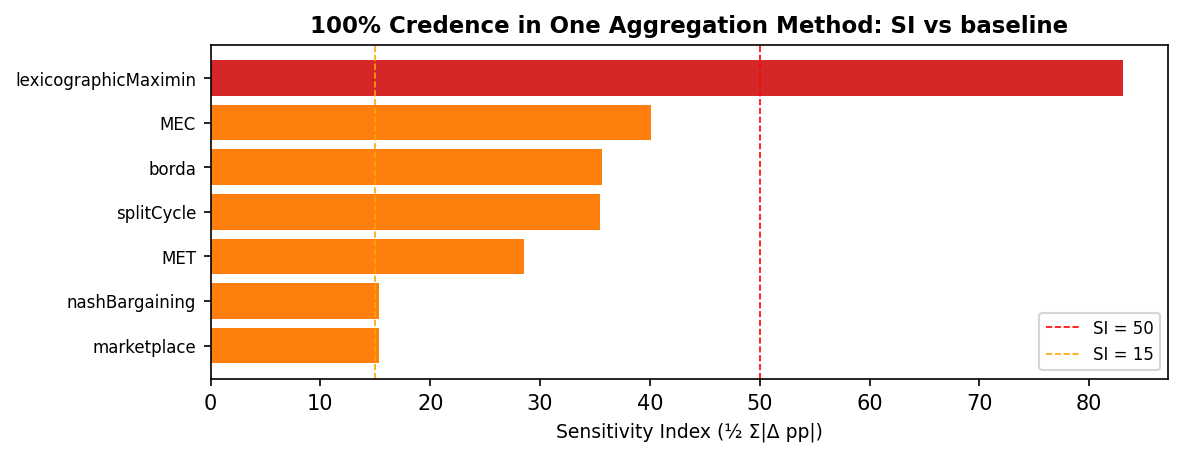 100% Credence in One Aggregation Method: SI vs baseline
lexicographicMaximin
MEC
borda
splitCycle
MET
nashBargaining
marketplace
SI = 50
SI = 15
0 10 20 30 40 50 60 70 80
Sensitivity Index (½ Σ|Δ pp|)